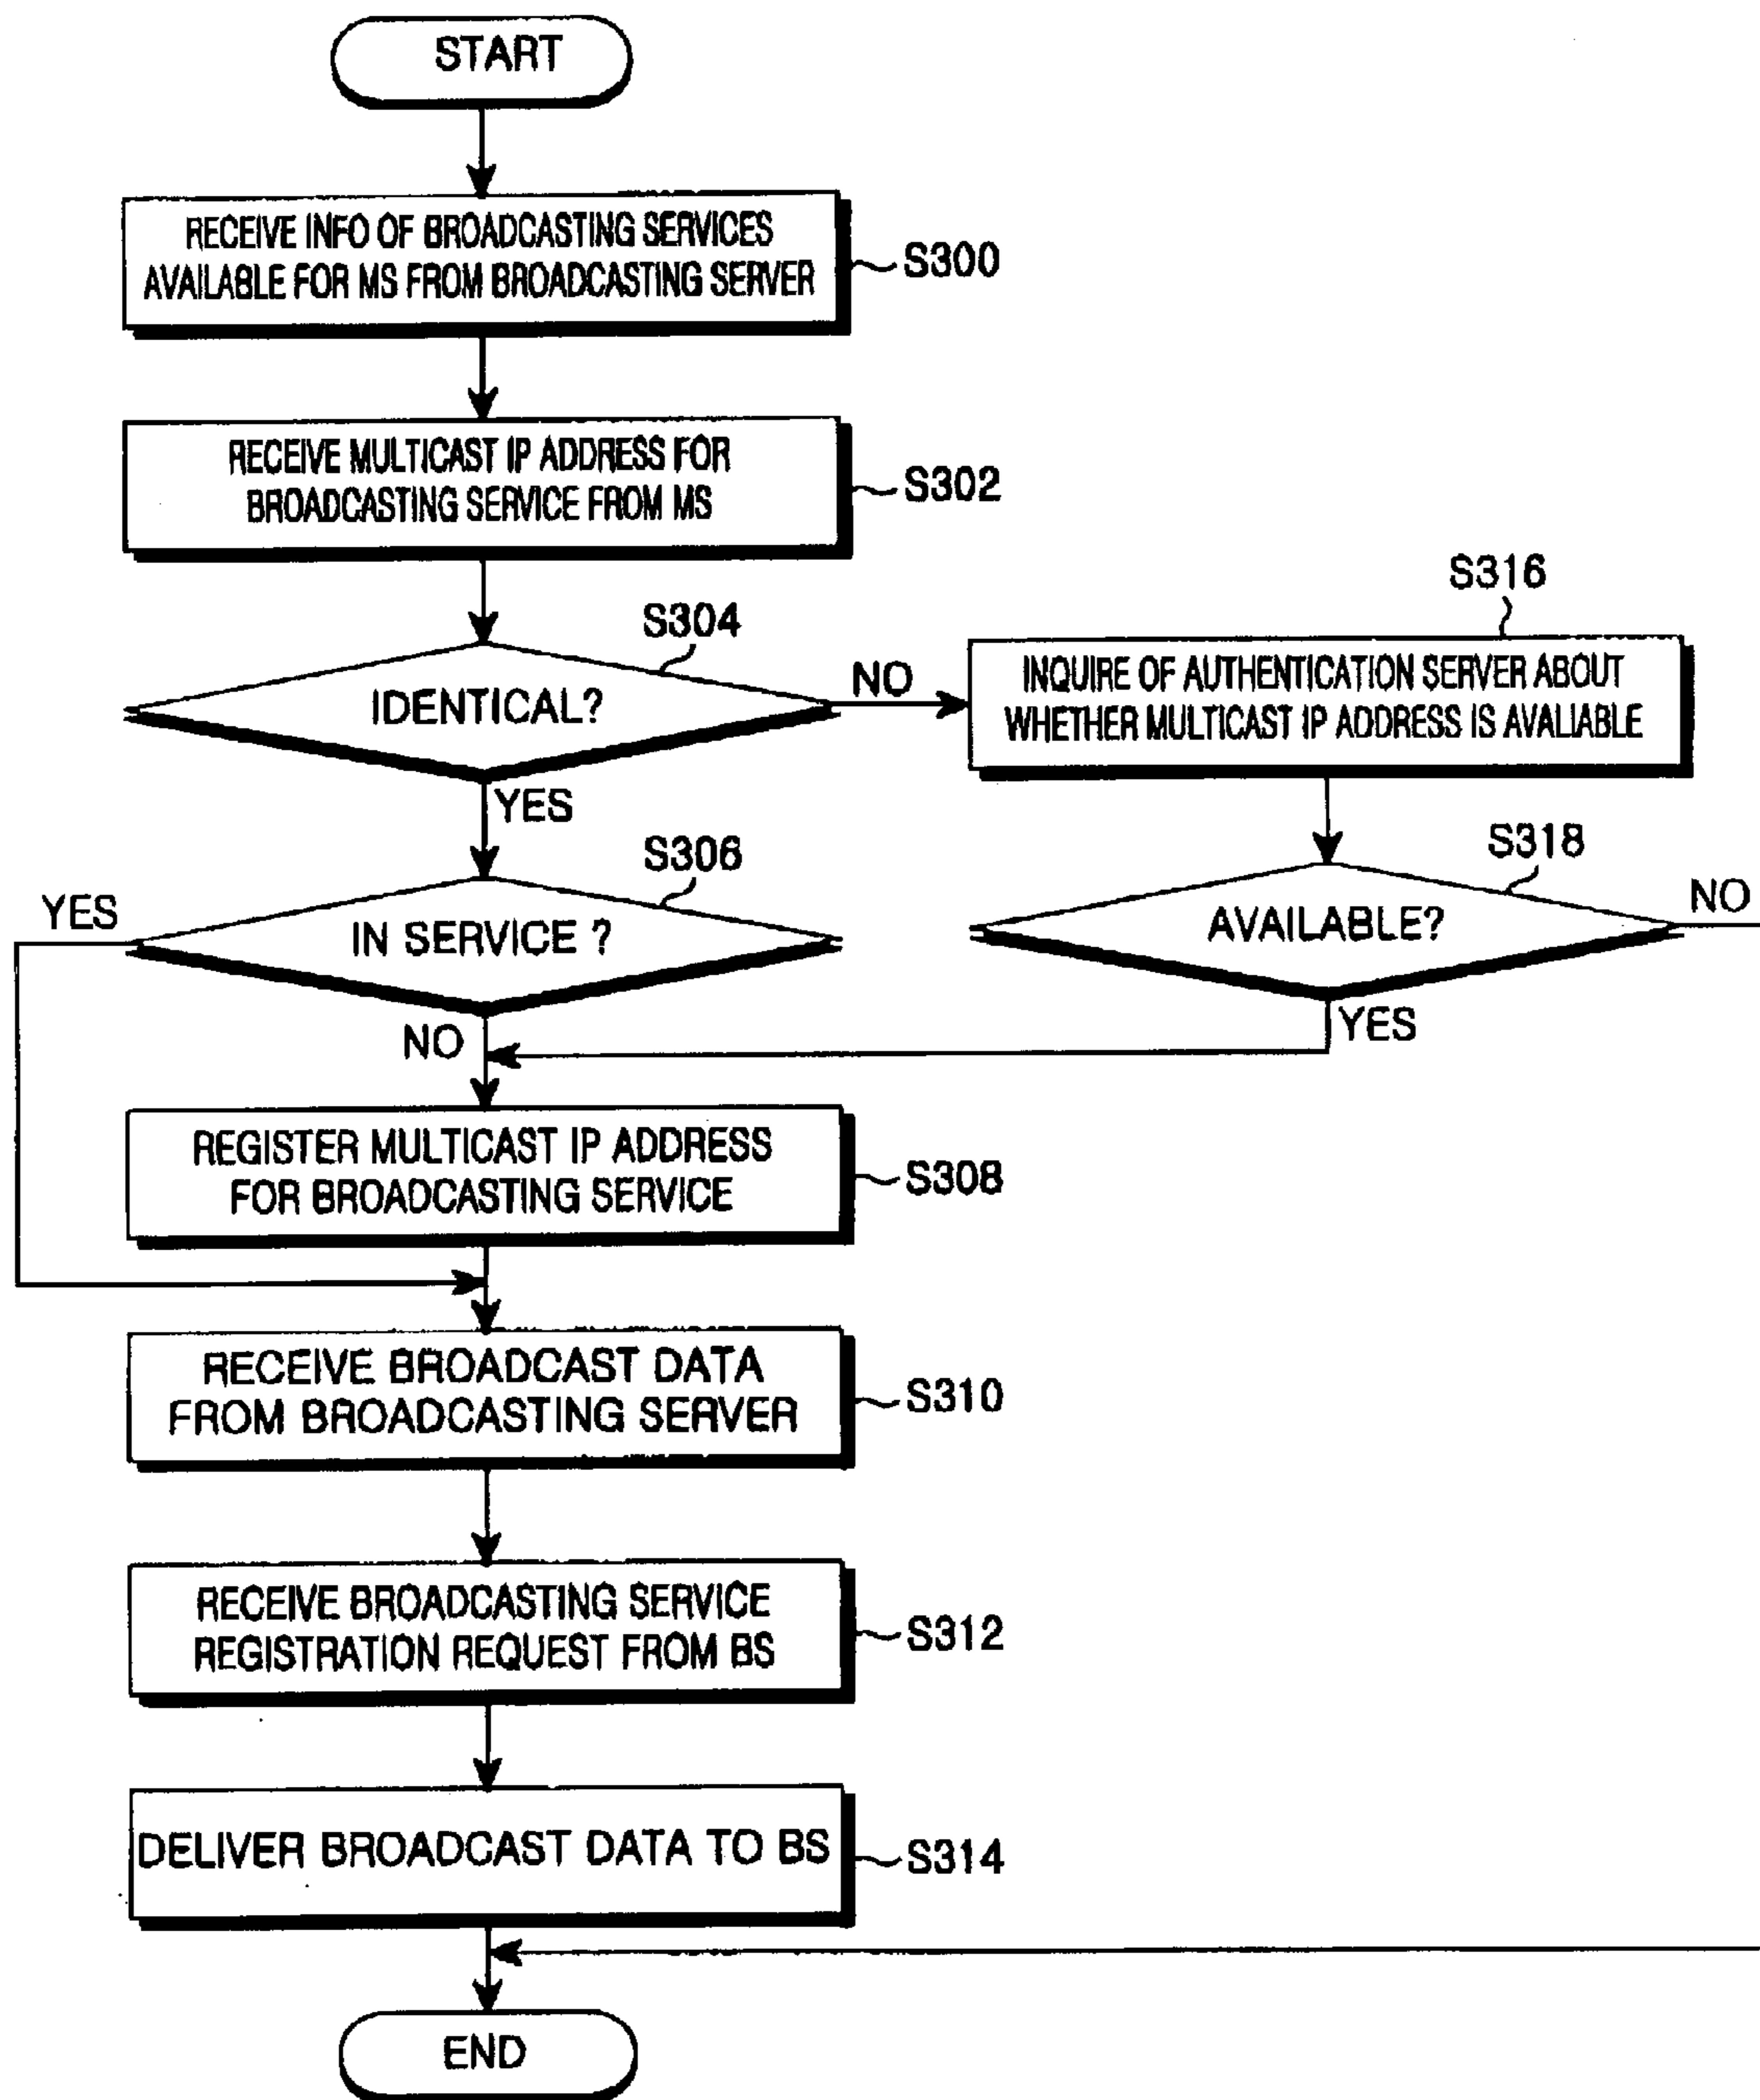 START
RECEIVE INFO OF BROADCASTING SERVICES
AVAILABLE FOR MS FROM BROADCASTING SERVER
S300
RECEIVE MULTICAST IP ADDRESS FOR
BROADCASTING SERVICE FROM MS
S302
S304
IDENTICAL?
NO
YES
S316
INQUIRE OF AUTHENTICATION SERVER ABOUT
WHETHER MULTICAST IP ADDRESS IS AVALIABLE
S306
YES
IN SERVICE ?
NO
S318
AVAILABLE?
NO
YES
REGISTER MULTICAST IP ADDRESS
FOR BROADCASTING SERVICE
S308
RECEIVE BROADCAST DATA
FROM BROADCASTING SERVER
S310
RECEIVE BROADCASTING SERVICE
REGISTRATION REQUEST FROM BS
S312
DELIVER BROADCAST DATA TO BS
S314
END